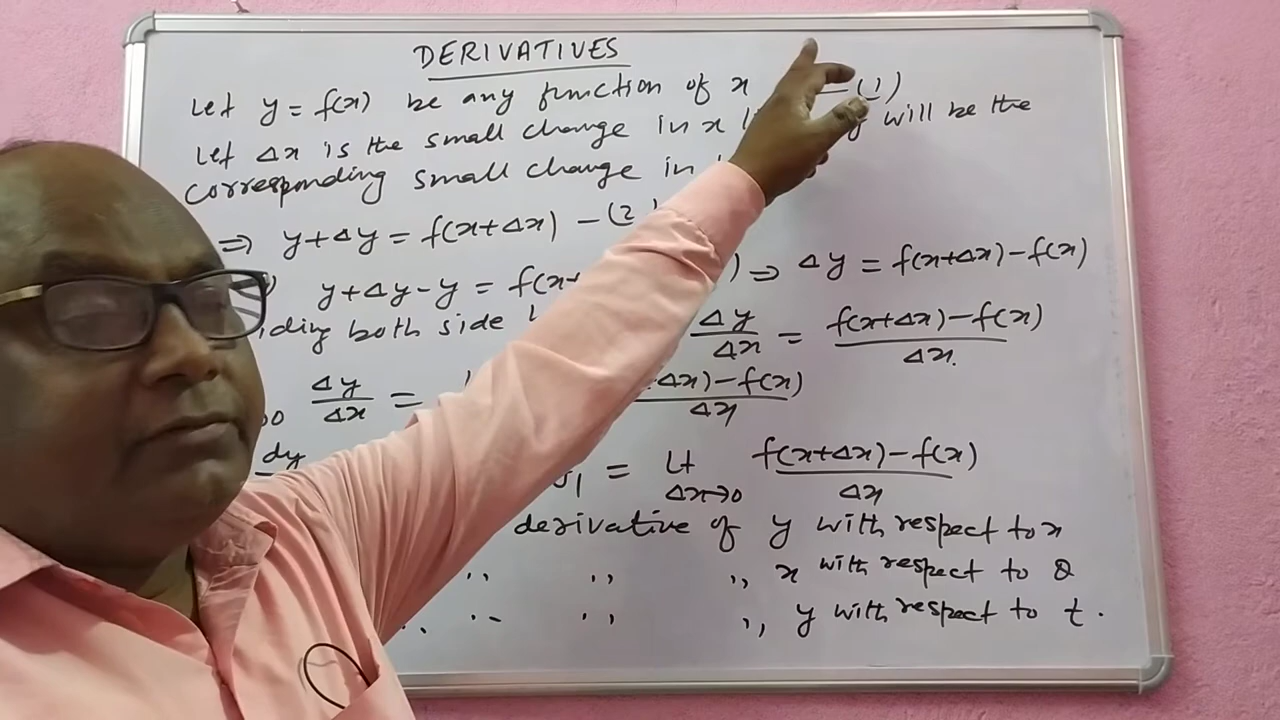 DERIVATIVES
Let y = f(x) be any function of x — (1)
Let Δx is the small change in x y will be the
corresponding small change in
⇒ y+Δy = f(x+Δx) — (2)
y+Δy-y = f(x+ ) ⇒ Δy = f(x+Δx)-f(x)
iding both side Δy/Δx = f(x+Δx)-f(x)/Δx.
Δy/Δx = Δx)-f(x)/Δx
dy = Lt Δx→0 f(x+Δx)-f(x)/Δx
derivative of y with respect to x
,, ,, ,, x with respect to θ
,, ,, ,, y with respect to t.